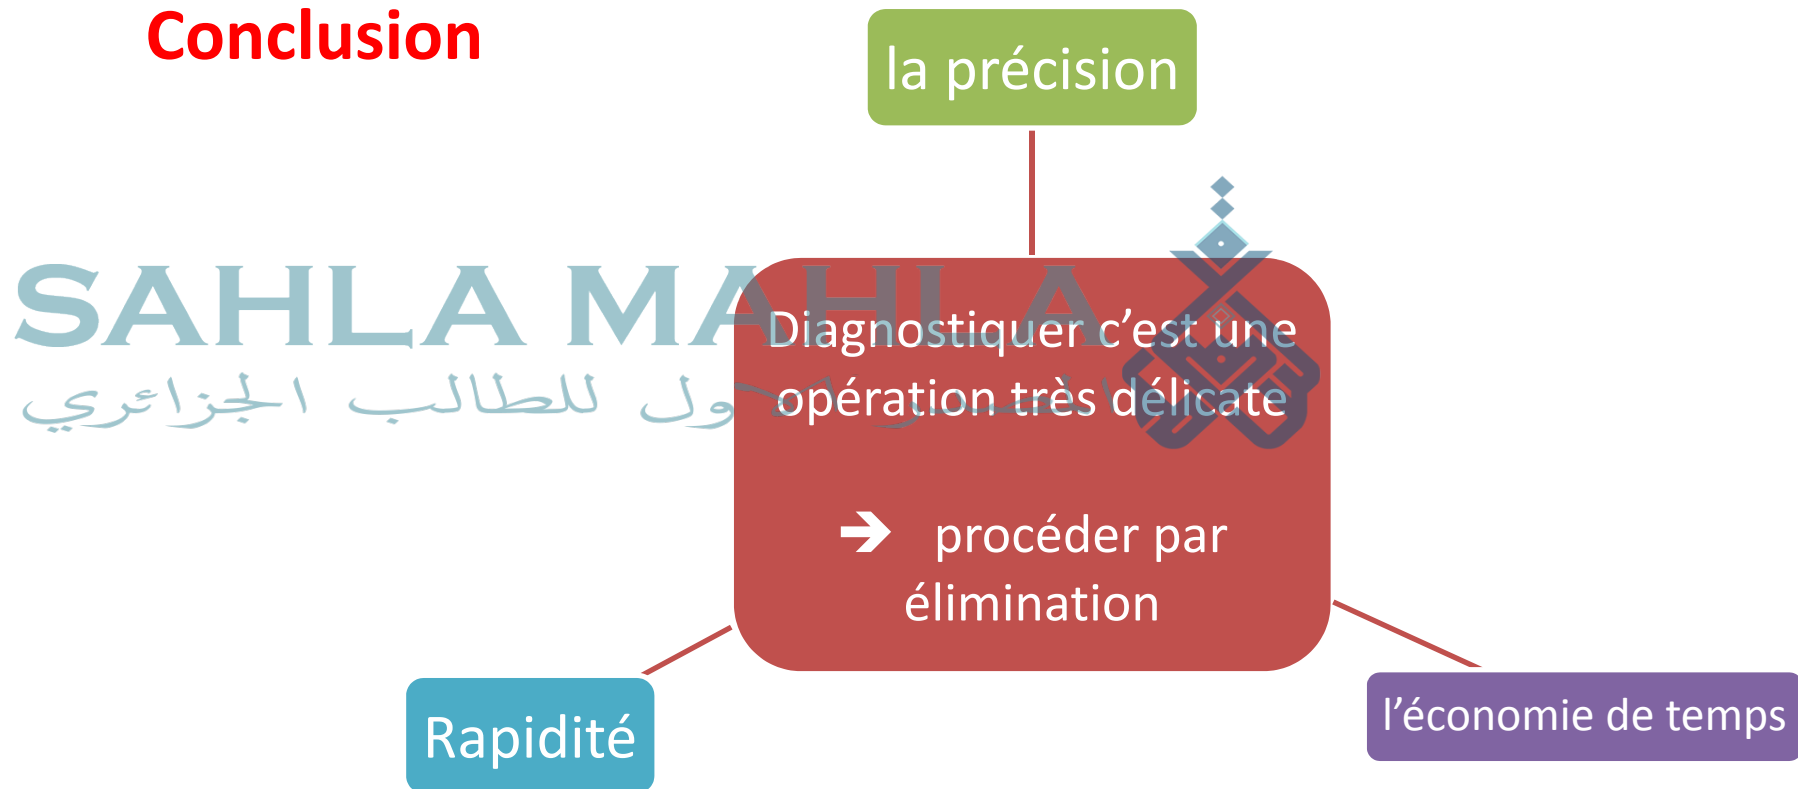 Conclusion
la précision
SAHLA MAHLA
المصدر الاول للطالب الجزائري
Diagnostiquer c’est une
opération très délicate
➔ procéder par
élimination
Rapidité
l’économie de temps